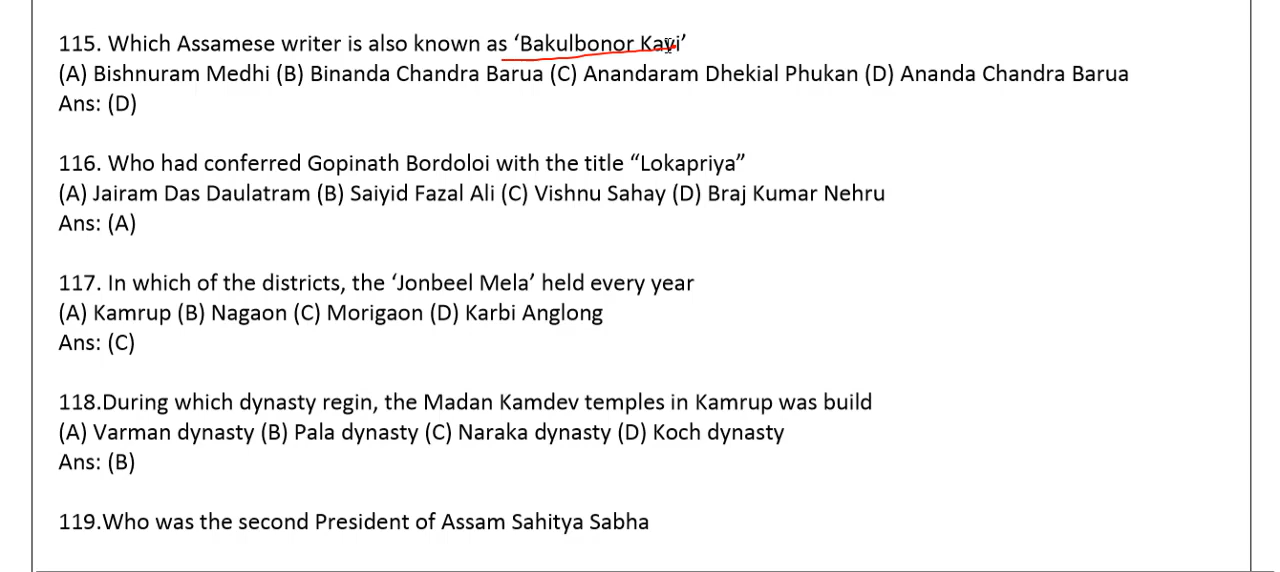 115. Which Assamese writer is also known as ‘Bakulbonor Kavi’
(A) Bishnuram Medhi (B) Binanda Chandra Barua (C) Anandaram Dhekial Phukan (D) Ananda Chandra Barua
Ans: (D)
116. Who had conferred Gopinath Bordoloi with the title “Lokapriya”
(A) Jairam Das Daulatram (B) Saiyid Fazal Ali (C) Vishnu Sahay (D) Braj Kumar Nehru
Ans: (A)
117. In which of the districts, the ‘Jonbeel Mela’ held every year
(A) Kamrup (B) Nagaon (C) Morigaon (D) Karbi Anglong
Ans: (C)
118.During which dynasty regin, the Madan Kamdev temples in Kamrup was build
(A) Varman dynasty (B) Pala dynasty (C) Naraka dynasty (D) Koch dynasty
Ans: (B)
119.Who was the second President of Assam Sahitya Sabha